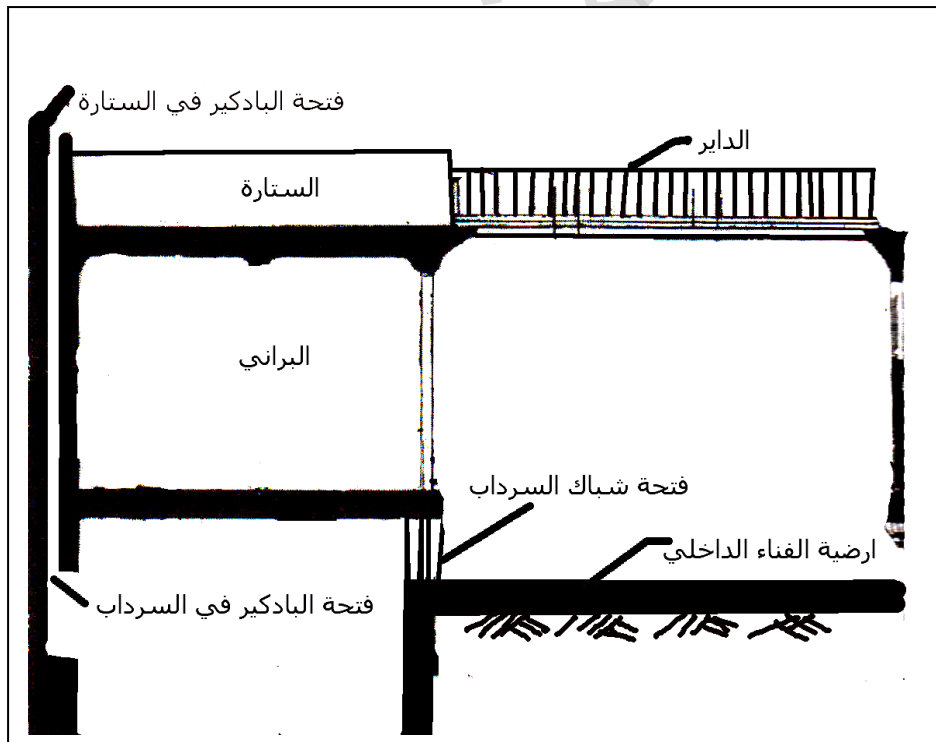 فتحة البادكير في الستارة
الداير
الستارة
البراني
فتحة شباك السرداب
ارضية الفناء الداخلي
فتحة البادكير في السرداب